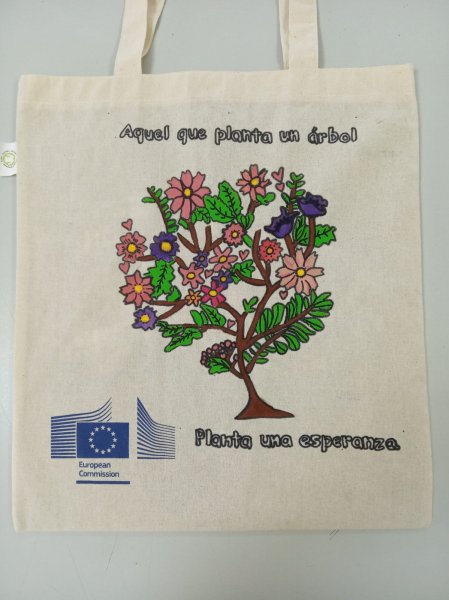 Aquel que planta un árbol
Planta una esperanza
European
Commission